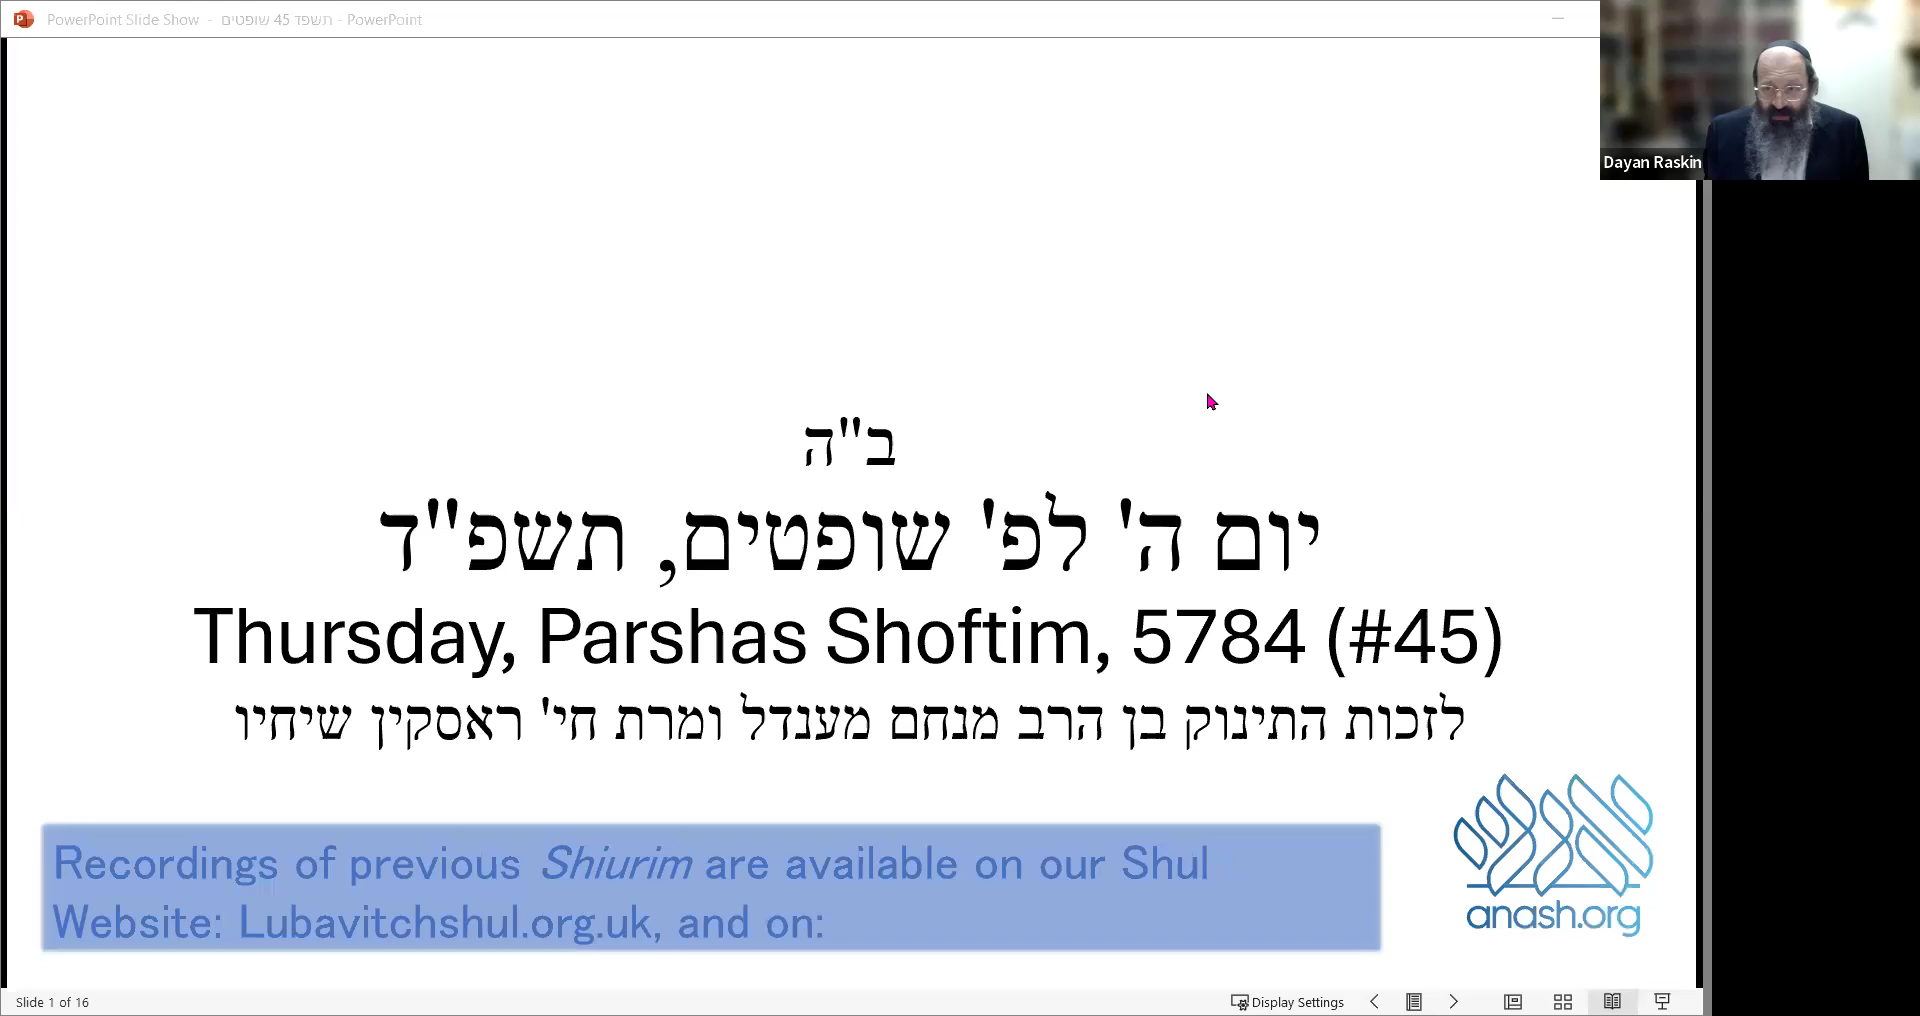 PowerPoint Slide Show - תשפד 45 שופטים - PowerPoint
Dayan Raskin
ב"ה
יום ה' לפ' שופטים, תשפ"ד
Thursday, Parshas Shoftim, 5784 (#45)
לזכות התינוק בן הרב מנחם מענדל ומרת חי' ראסקין שיחיו
Recordings of previous Shiurim are available on our Shul
Website: Lubavitchshul.org.uk, and on:
אנש
anash.org
Slide 1 of 16
Display Settings